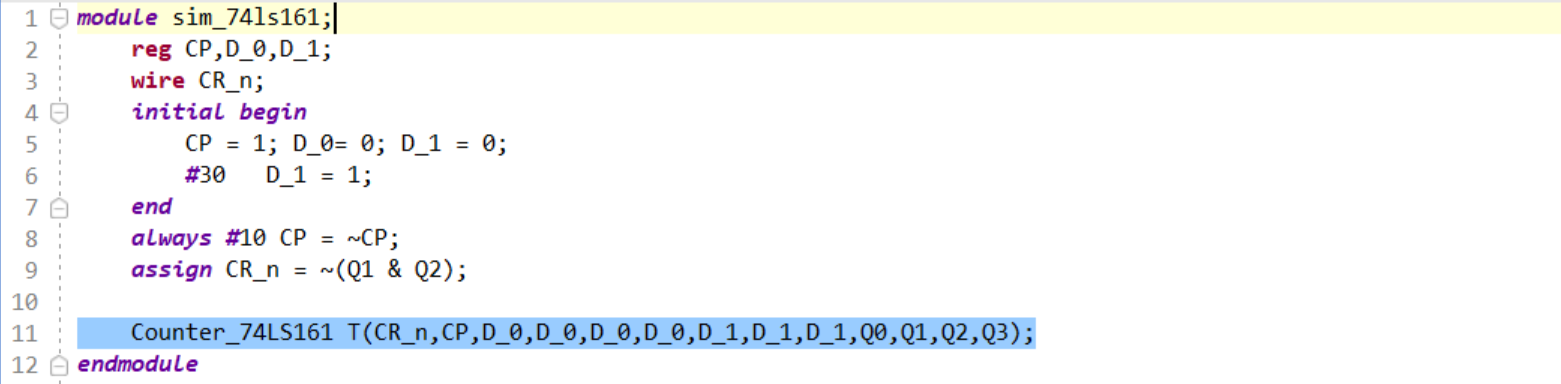 1 module sim_74ls161;
2 reg CP,D_0,D_1;
3 wire CR_n;
4 initial begin
5 CP = 1; D_0= 0; D_1 = 0;
6 #30   D_1 = 1;
7 end
8 always #10 CP = ~CP;
9 assign CR_n = ~(Q1 & Q2);
10
11 Counter_74LS161 T(CR_n,CP,D_0,D_0,D_0,D_0,D_1,D_1,D_1,Q0,Q1,Q2,Q3);
12 endmodule